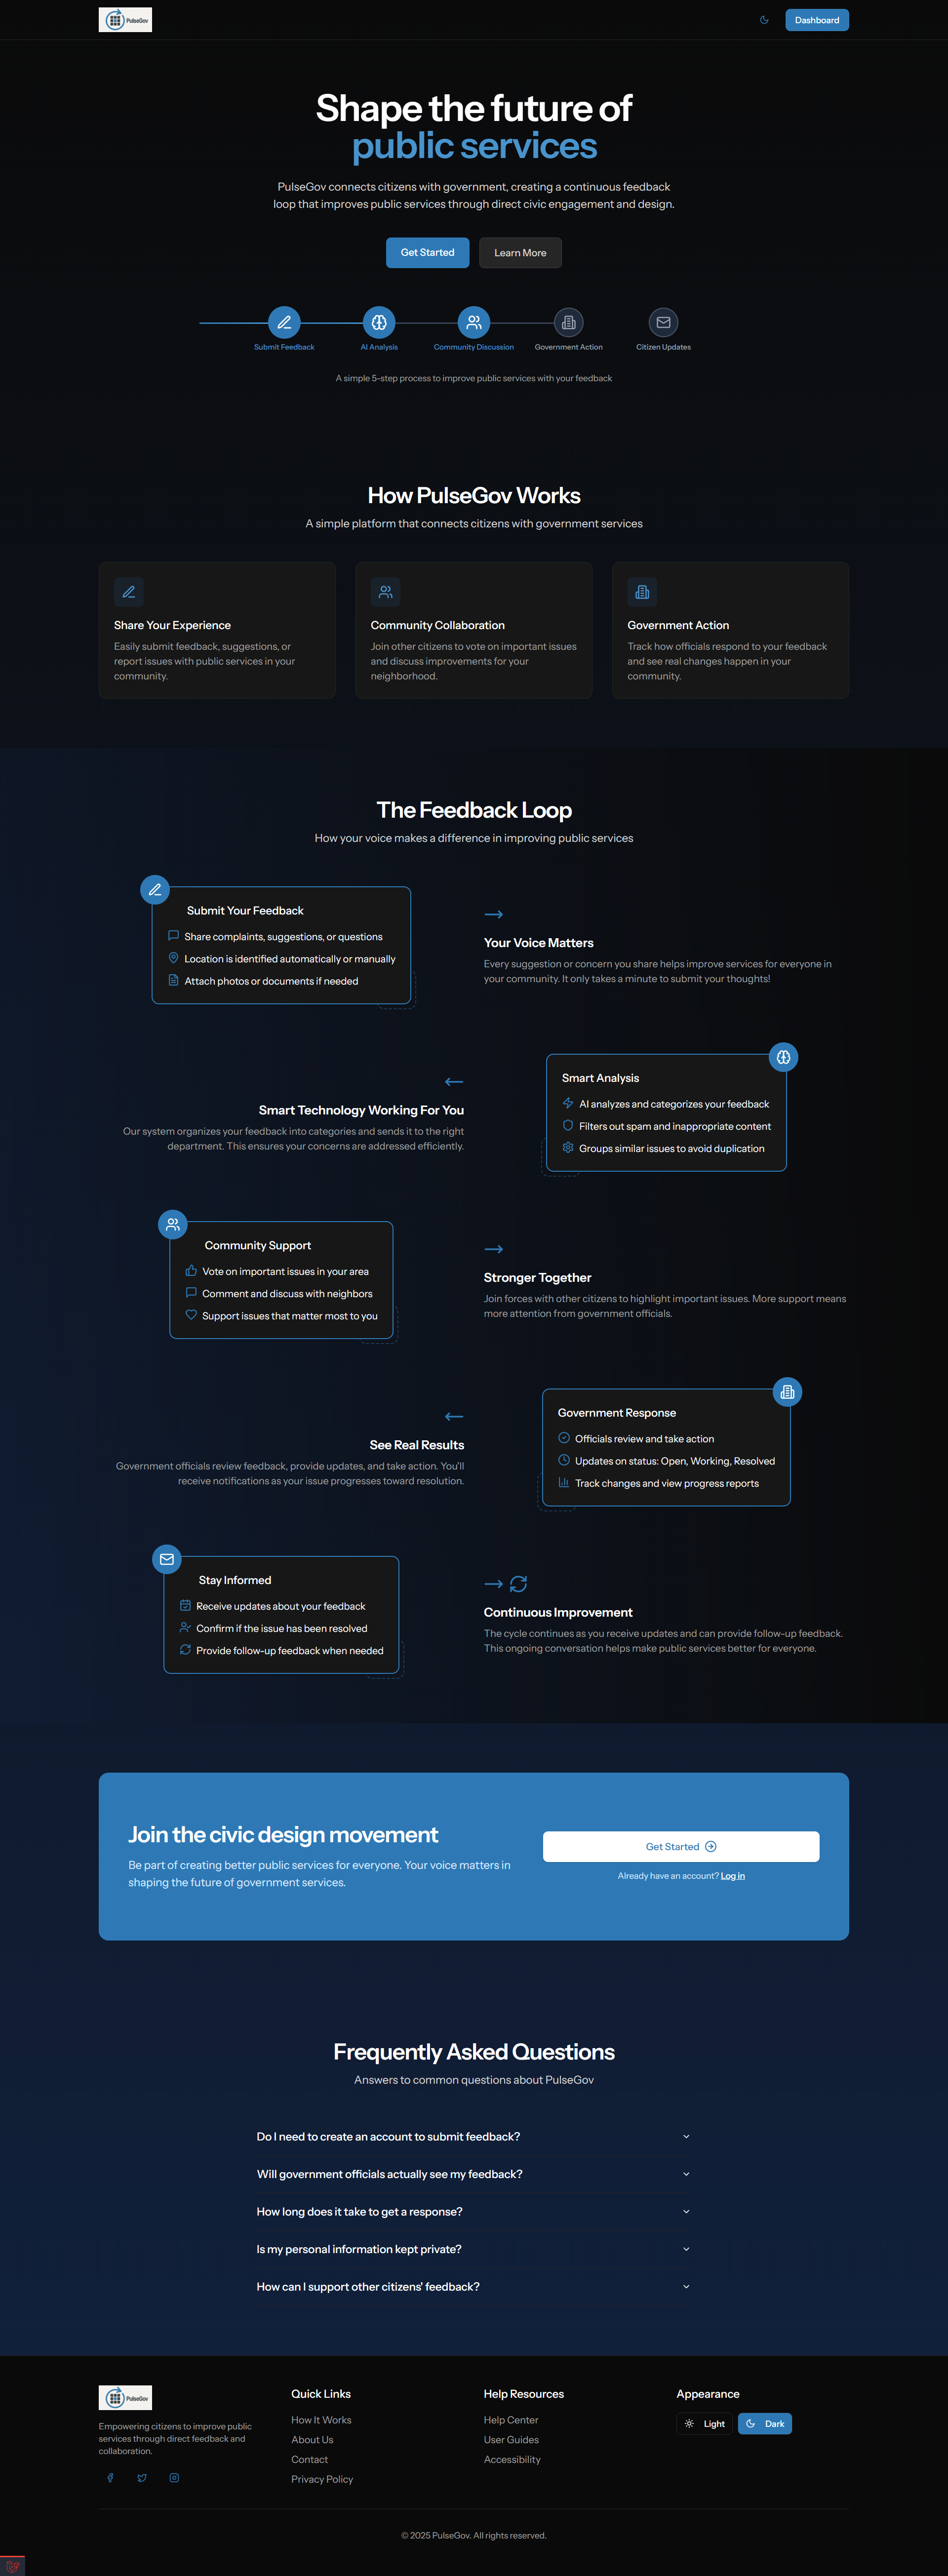 PulseGov
Dashboard
Shape the future of
public services
PulseGov connects citizens with government, creating a continuous feedback
loop that improves public services through direct civic engagement and design.
Get Started
Learn More
Submit Feedback
AI Analysis
Community Discussion
Government Action
Citizen Updates
A simple 5-step process to improve public services with your feedback
How PulseGov Works
A simple platform that connects citizens with government services
Share Your Experience
Easily submit feedback, suggestions, or
report issues with public services in your
community.
Community Collaboration
Join other citizens to vote on important issues
and discuss improvements for your
neighborhood.
Government Action
Track how officials respond to your feedback
and see real changes happen in your
community.
The Feedback Loop
How your voice makes a difference in improving public services
Submit Your Feedback
Share complaints, suggestions, or questions
Location is identified automatically or manually
Attach photos or documents if needed
Your Voice Matters
Every suggestion or concern you share helps improve services for everyone in
your community. It only takes a minute to submit your thoughts!
Smart Technology Working For You
Our system organizes your feedback into categories and sends it to the right
department. This ensures your concerns are addressed efficiently.
Smart Analysis
AI analyzes and categorizes your feedback
Filters out spam and inappropriate content
Groups similar issues to avoid duplication
Community Support
Vote on important issues in your area
Comment and discuss with neighbors
Support issues that matter most to you
Stronger Together
Join forces with other citizens to highlight important issues. More support means
more attention from government officials.
See Real Results
Government officials review feedback, provide updates, and take action. You'll
receive notifications as your issue progresses toward resolution.
Government Response
Officials review and take action
Updates on status: Open, Working, Resolved
Track changes and view progress reports
Stay Informed
Receive updates about your feedback
Confirm if the issue has been resolved
Provide follow-up feedback when needed
Continuous Improvement
The cycle continues as you receive updates and can provide follow-up feedback.
This ongoing conversation helps make public services better for everyone.
Join the civic design movement
Be part of creating better public services for everyone. Your voice matters in
shaping the future of government services.
Get Started
Already have an account? Log in
Frequently Asked Questions
Answers to common questions about PulseGov
Do I need to create an account to submit feedback?
Will government officials actually see my feedback?
How long does it take to get a response?
Is my personal information kept private?
How can I support other citizens' feedback?
PulseGov
Empowering citizens to improve public
services through direct feedback and
collaboration.
Quick Links
How It Works
About Us
Contact
Privacy Policy
Help Resources
Help Center
User Guides
Accessibility
Appearance
Light
Dark
© 2025 PulseGov. All rights reserved.